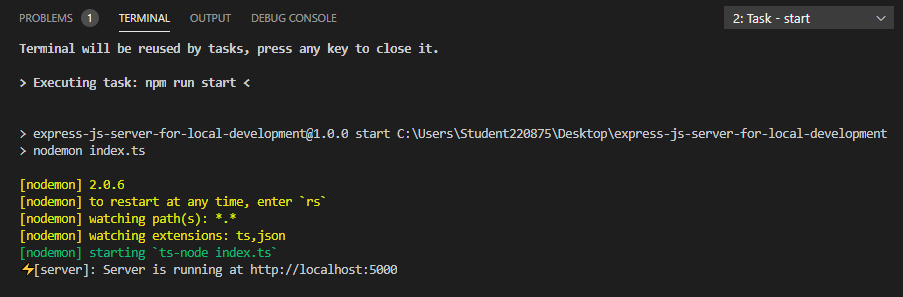 PROBLEMS 1 TERMINAL OUTPUT DEBUG CONSOLE 2: Task - start
Terminal will be reused by tasks, press any key to close it.
> Executing task: npm run start <
> express-js-server-for-local-development@1.0.0 start C:\Users\Student220875\Desktop\express-js-server-for-local-development
> nodemon index.ts
[nodemon] 2.0.6
[nodemon] to restart at any time, enter `rs`
[nodemon] watching path(s): *.*
[nodemon] watching extensions: ts,json
[nodemon] starting `ts-node index.ts`
⚡[server]: Server is running at http://localhost:5000